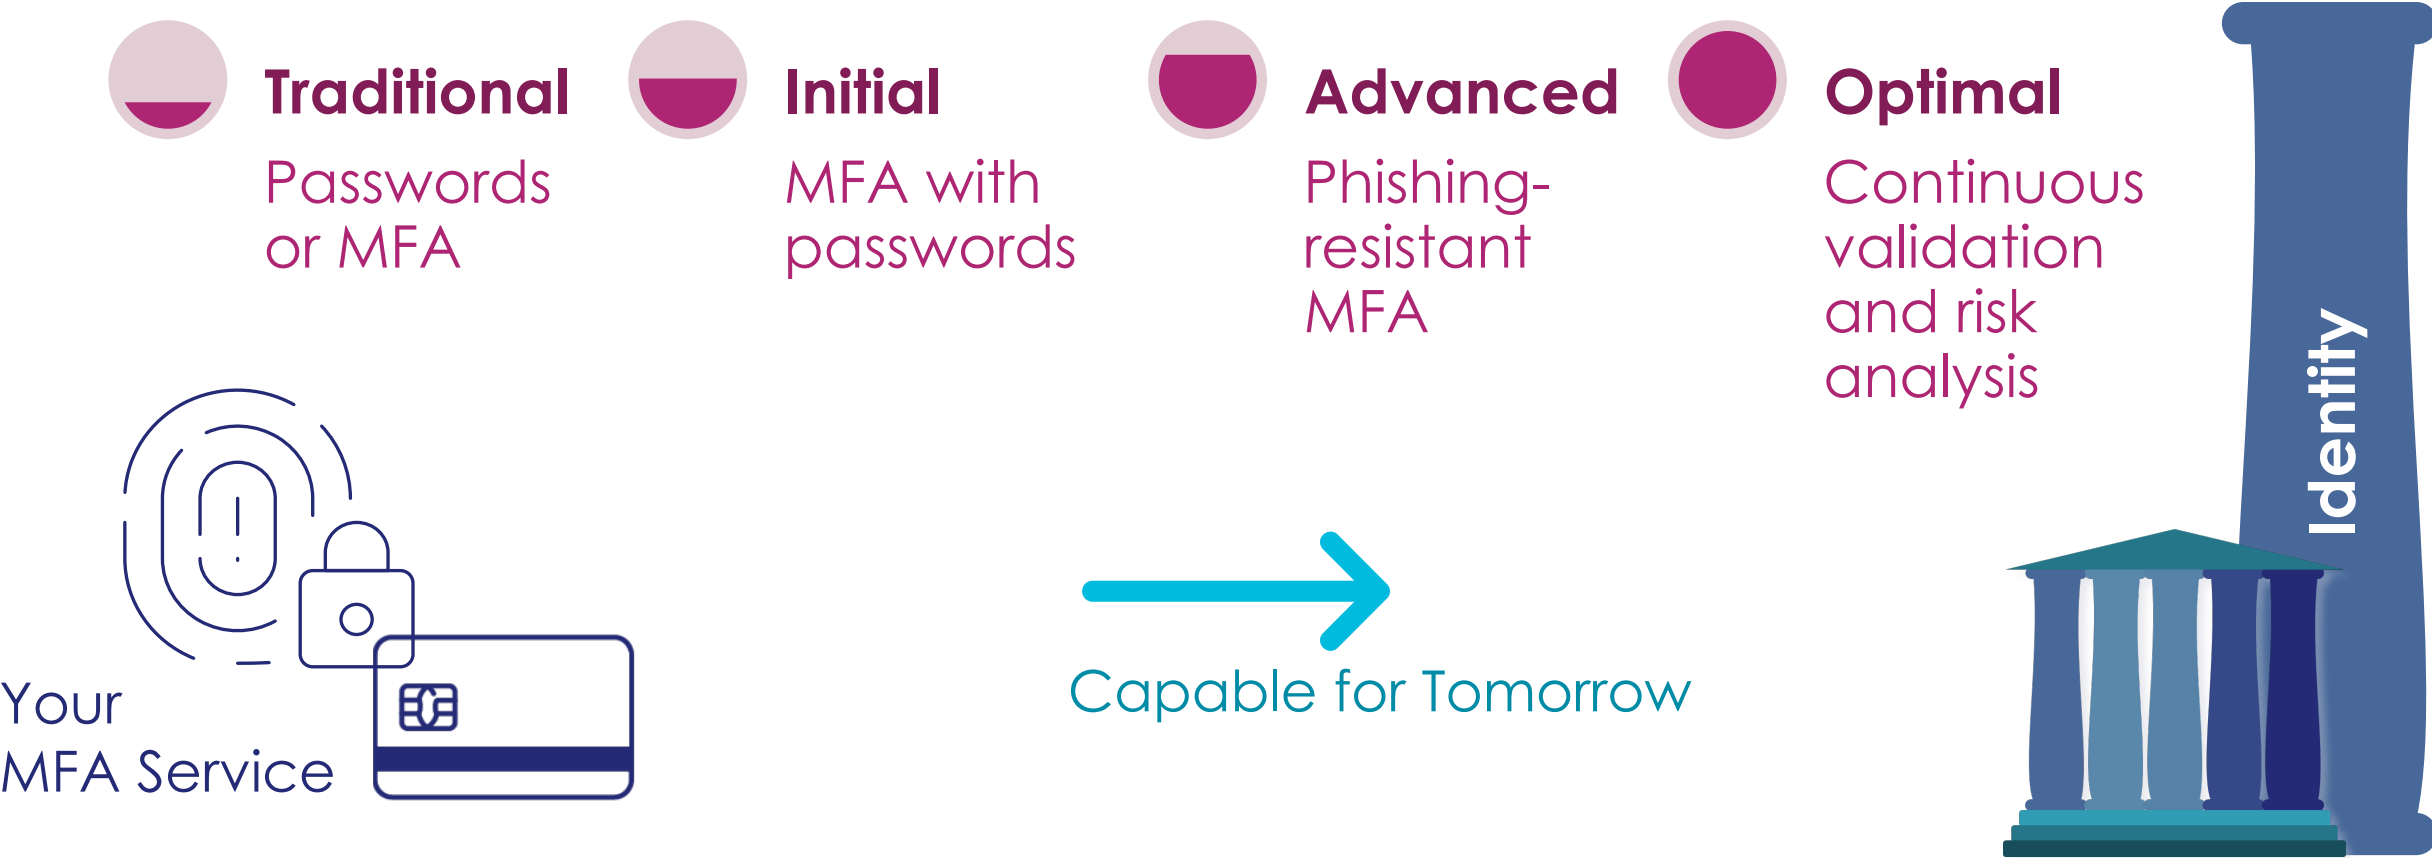 Traditional
Passwords
or MFA
Initial
MFA with
passwords
Advanced
Phishing-
resistant
MFA
Optimal
Continuous
validation
and risk
analysis
Identity
Your
MFA Service
Capable for Tomorrow